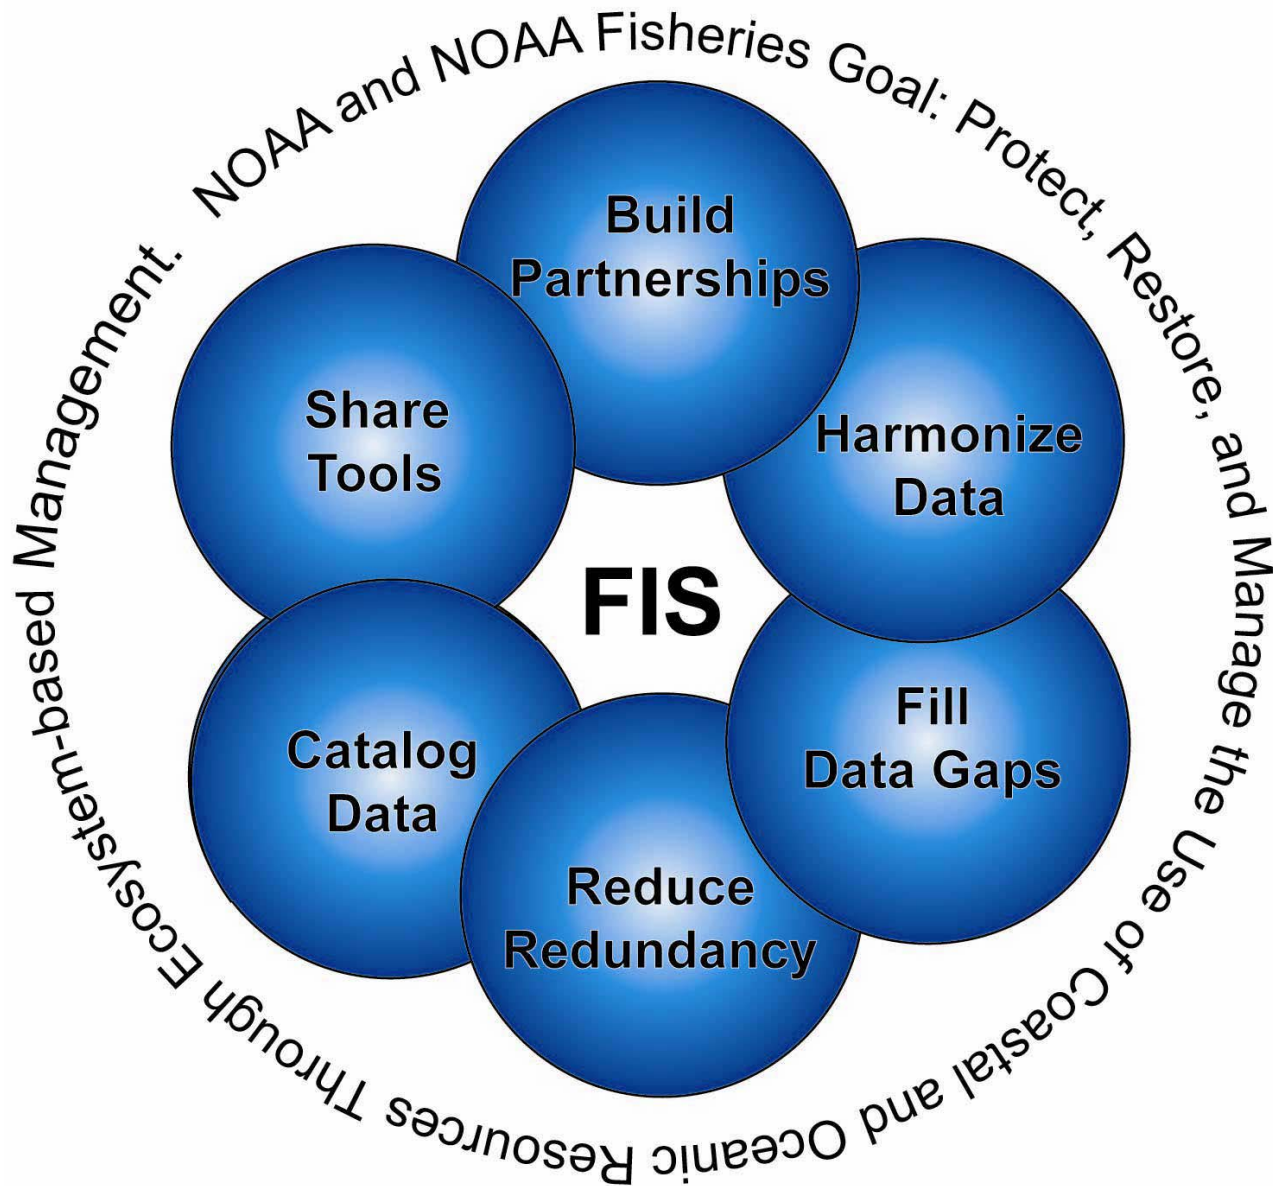 NOAA and NOAA Fisheries Goal: Protect, Restore, and Manage the Use of Coastal and Oceanic Resources Through Ecosystem-based Management.
Build
Partnerships
Harmonize
Data
Fill
Data Gaps
Reduce
Redundancy
Catalog
Data
Share
Tools
FIS